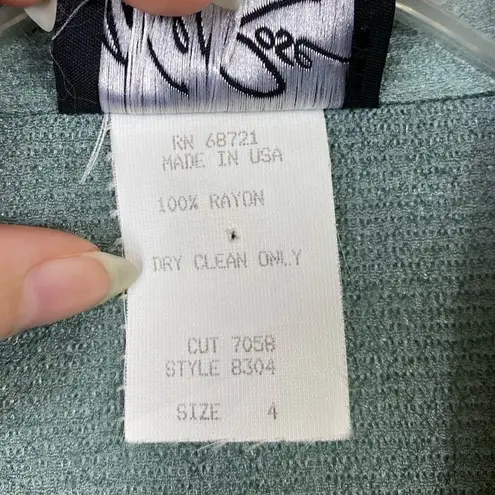 RN 68721
MADE IN USA
100% RAYON
DRY CLEAN ONLY
CUT 7058
STYLE 8304
SIZE 4